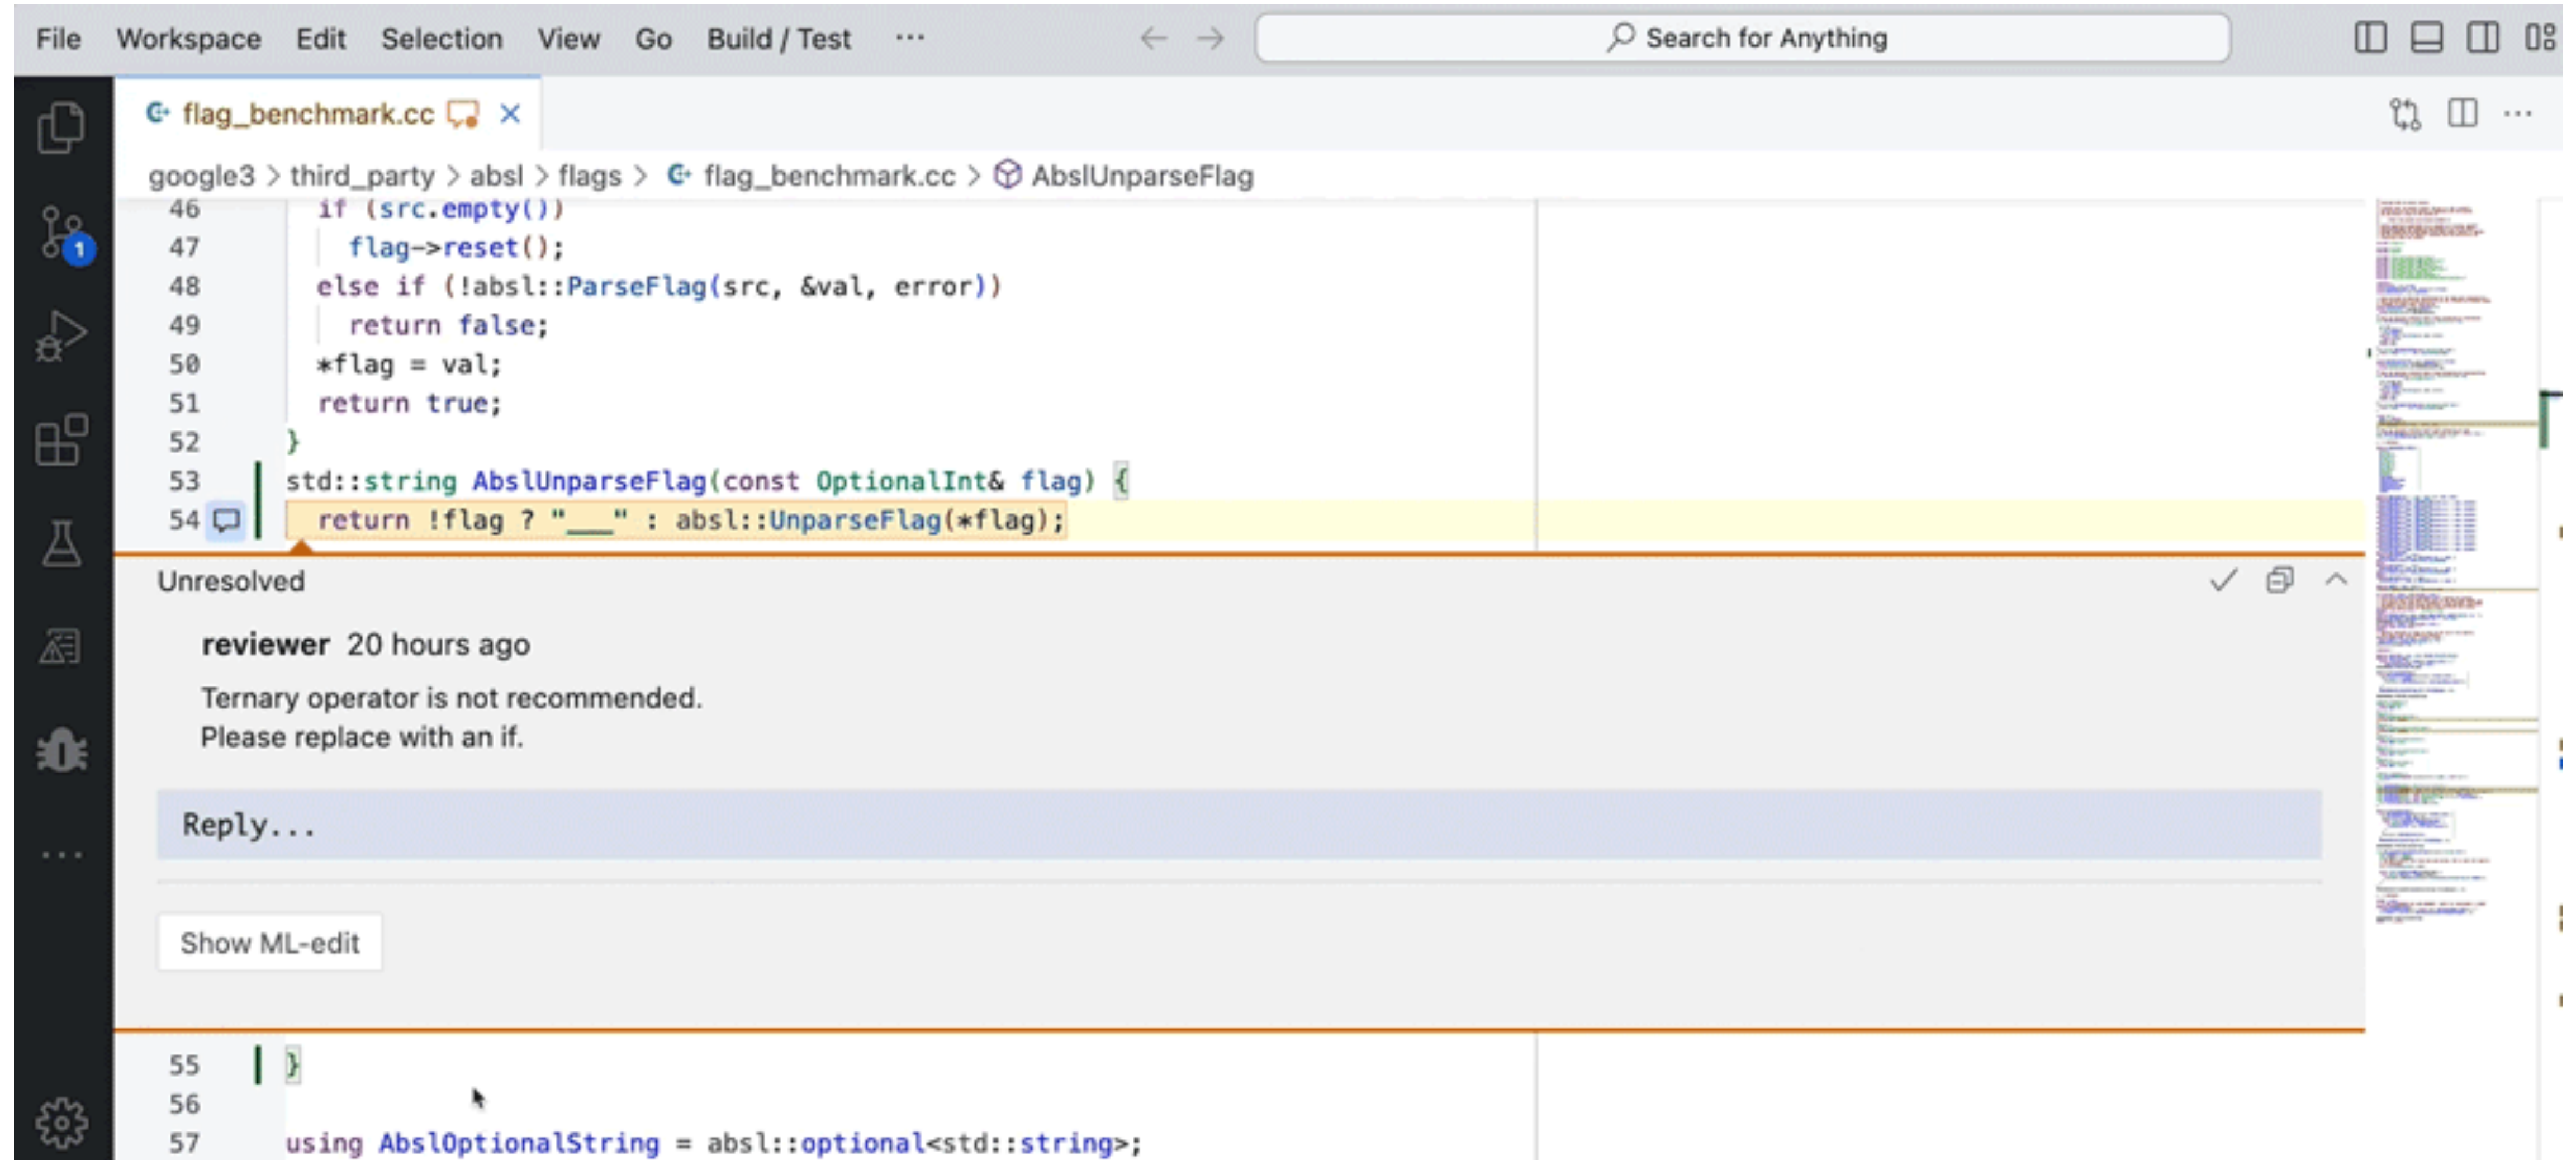 File Workspace Edit Selection View Go Build / Test ··· Search for Anything
flag_benchmark.cc
google3 > third_party > absl > flags > flag_benchmark.cc > AbslUnparseFlag
46 if (src.empty())
47 flag->reset();
48 else if (!absl::ParseFlag(src, &val, error))
49 return false;
50 *flag = val;
1
51 return true;
52 }
53 std::string AbslUnparseFlag(const OptionalInt& flag) {
54 return !flag ? "___" : absl::UnparseFlag(*flag);
Unresolved
reviewer 20 hours ago
Ternary operator is not recommended.
Please replace with an if.
Reply...
Show ML-edit
55 }
56
57 using AbslOptionalString = absl::optional<std::string>;